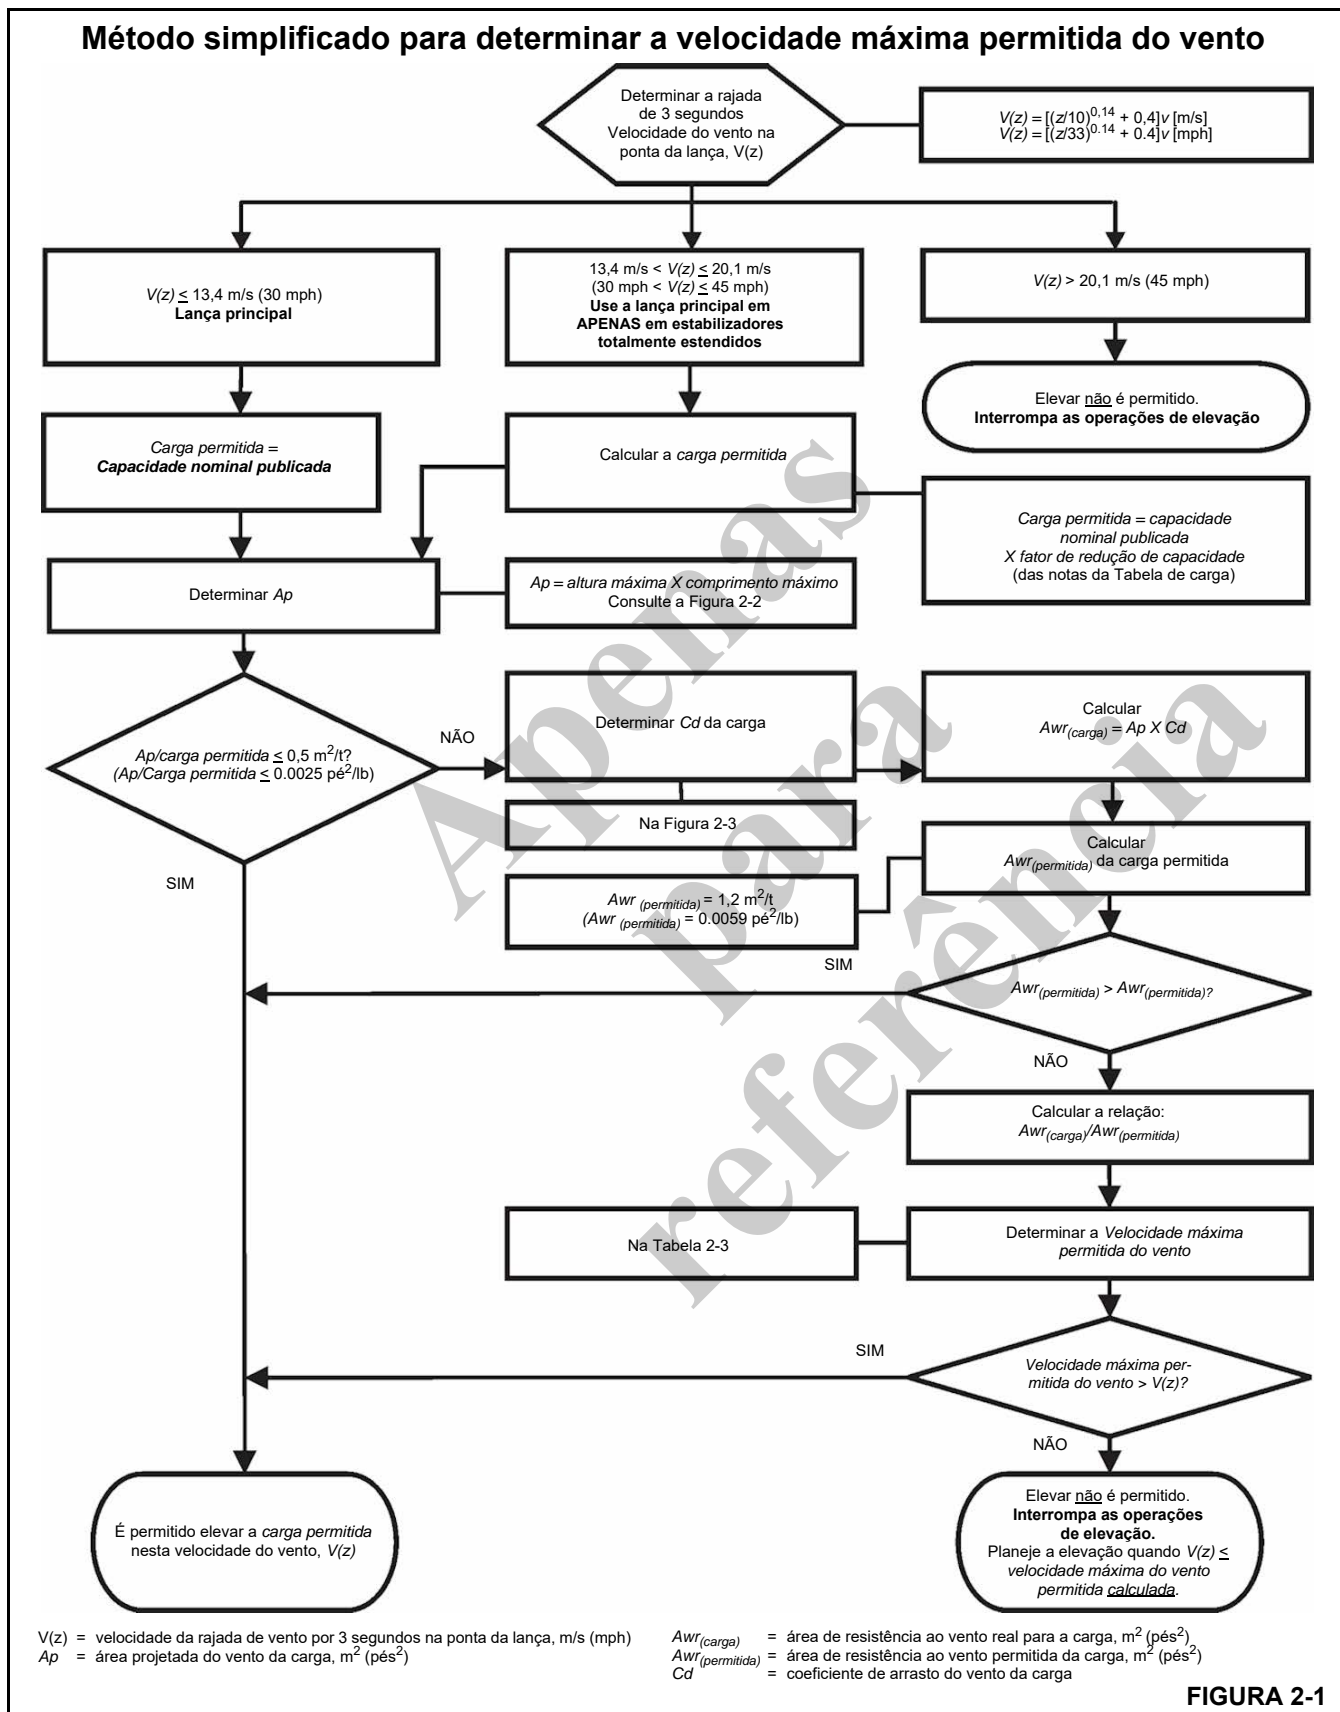 Método simplificado para determinar a velocidade máxima permitida do vento
Determinar a rajada
de 3 segundos
Velocidade do vento na
ponta da lança, V(z)
V(z) = [(z/10)^0,14 + 0,4]v [m/s]
V(z) = [(z/33)^0.14 + 0.4]v [mph]
V(z) ≤ 13,4 m/s (30 mph)
Lança principal
13,4 m/s < V(z) ≤ 20,1 m/s
(30 mph < V(z) ≤ 45 mph)
Use a lança principal em
APENAS em estabilizadores
totalmente estendidos
V(z) > 20,1 m/s (45 mph)
Elevar não é permitido.
Interrompa as operações de elevação
Carga permitida =
Capacidade nominal publicada
Calcular a carga permitida
Carga permitida = capacidade
nominal publicada
X fator de redução de capacidade
(das notas da Tabela de carga)
Determinar Ap
Ap = altura máxima X comprimento máximo
Consulte a Figura 2-2
Ap/carga permitida ≤ 0,5 m²/t?
(Ap/Carga permitida ≤ 0.0025 pé²/lb)
NÃO
SIM
Determinar Cd da carga
Na Figura 2-3
Calcular
Awr(carga) = Ap X Cd
Calcular
Awr(permitida) da carga permitida
Awr (permitida) = 1,2 m²/t
(Awr (permitida) = 0.0059 pé²/lb)
SIM
Awr(permitida) > Awr(permitida)?
NÃO
Calcular a relação:
Awr(carga)/Awr(permitida)
Na Tabela 2-3
Determinar a Velocidade máxima
permitida do vento
SIM
Velocidade máxima per-
mitida do vento > V(z)?
NÃO
É permitido elevar a carga permitida
nesta velocidade do vento, V(z)
Elevar não é permitido.
Interrompa as operações
de elevação.
Planeje a elevação quando V(z) ≤
velocidade máxima do vento
permitida calculada.
V(z) = velocidade da rajada de vento por 3 segundos na ponta da lança, m/s (mph)
Ap = área projetada do vento da carga, m² (pés²)
Awr(carga) = área de resistência ao vento real para a carga, m² (pés²)
Awr(permitida) = área de resistência ao vento permitida da carga, m² (pés²)
Cd = coeficiente de arrasto do vento da carga
FIGURA 2-1
Apenas
para
referência